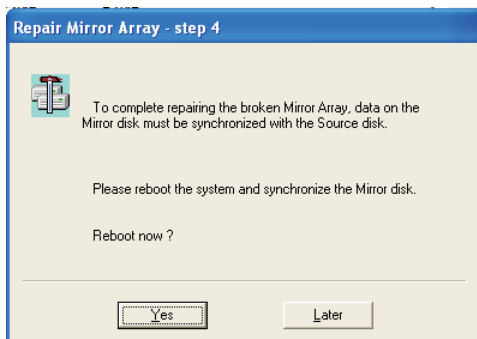 Repair Mirror Array - step 4
To complete repairing the broken Mirror Array, data on the
Mirror disk must be synchronized with the Source disk.
Please reboot the system and synchronize the Mirror disk.
Reboot now ?
Yes
Later